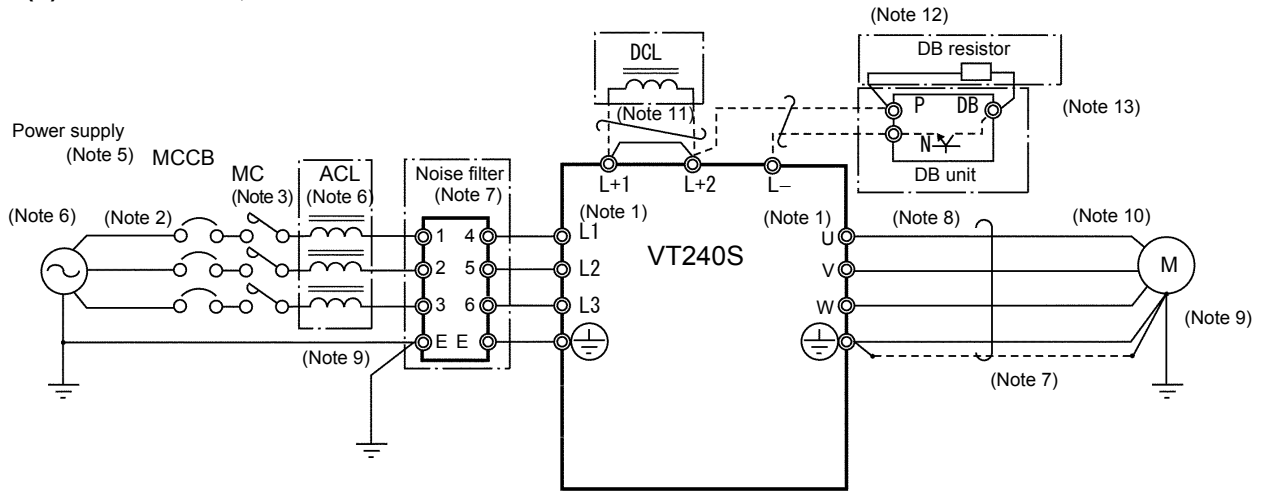 (Note 12)
DCL
DB resistor
(Note 11)
P DB
(Note 13)
Power supply
(Note 5)
MCCB
N
DB unit
MC
(Note 3)
ACL
(Note 6)
Noise filter
(Note 7)
L+1 L+2 L−
(Note 6)
(Note 2)
(Note 1)
(Note 1)
(Note 8)
(Note 10)
1 4
L1
U
VT240S
2 5
L2
V
M
3 6
L3
W
(Note 9)
E E
(Note 9)
(Note 7)